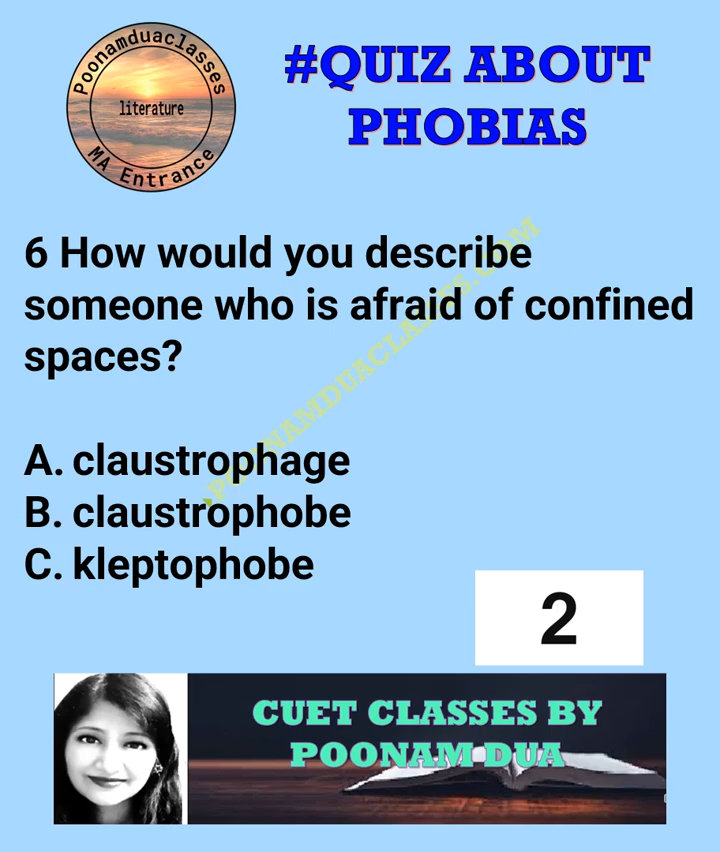 Poonamduaclasses
literature
MA Entrance
#QUIZ ABOUT
PHOBIAS
6 How would you describe
someone who is afraid of confined
spaces?
POONAMDUACLASSES.COM
A. claustrophage
B. claustrophobe
C. kleptophobe
2
CUET CLASSES BY
POONAM DUA